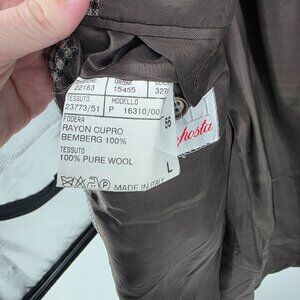 ORDINE
22183 15455 327
TESSUTO MODELLO
23773/51 P 16310/00
56
FODERA
RAYON CUPRO
BEMBERG 100%
TESSUTO
100% PURE WOOL
L
MADE IN ITALY